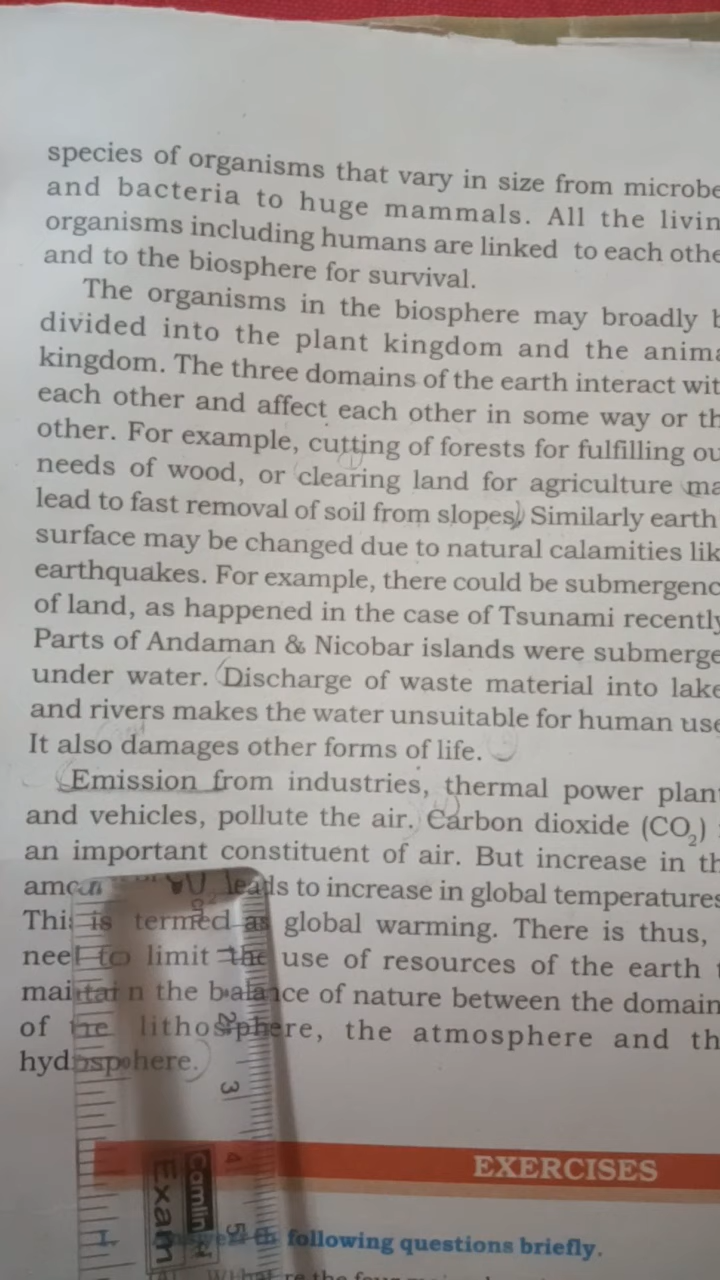 species of organisms that vary in size from microbe
and bacteria to huge mammals. All the livin
organisms including humans are linked to each othe
and to the biosphere for survival.
The organisms in the biosphere may broadly b
divided into the plant kingdom and the anima
kingdom. The three domains of the earth interact wit
each other and affect each other in some way or th
other. For example, cutting of forests for fulfilling ou
needs of wood, or clearing land for agriculture ma
lead to fast removal of soil from slopes. Similarly earth
surface may be changed due to natural calamities lik
earthquakes. For example, there could be submergenc
of land, as happened in the case of Tsunami recently
Parts of Andaman & Nicobar islands were submerge
under water. Discharge of waste material into lake
and rivers makes the water unsuitable for human use
It also damages other forms of life.
Emission from industries, thermal power plan
and vehicles, pollute the air. Carbon dioxide (CO₂)
an important constituent of air. But increase in th
leads to increase in global temperatures
This is termed as global warming. There is thus,
need to limit the use of resources of the earth
maintain the balance of nature between the domain
of the lithosphere, the atmosphere and th
1 2 3 4 5
Camlin
Exam
EXERCISES
1. following questions briefly.